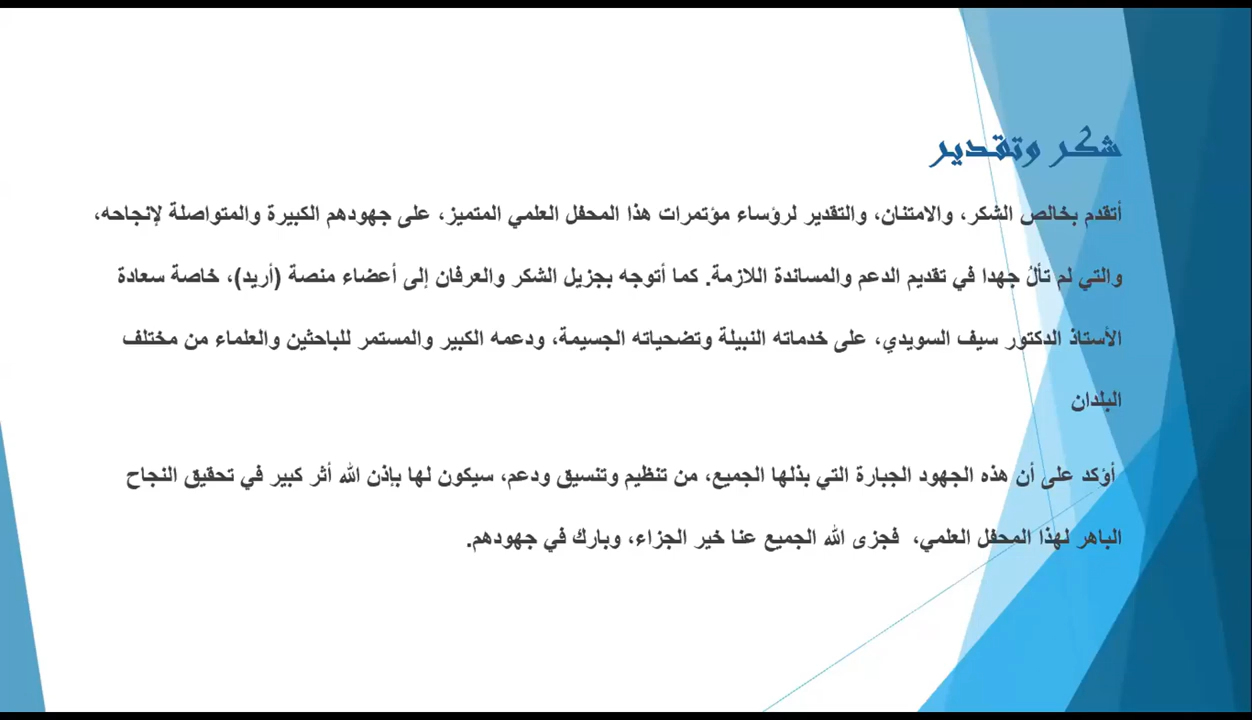 شكر وتقدير
أتقدم بخالص الشكر، والامتنان، والتقدير لرؤساء مؤتمرات هذا المحفل العلمي المتميز، على جهودهم الكبيرة والمتواصلة لإنجاحه،
والتي لم تألُ جهدا في تقديم الدعم والمساندة اللازمة. كما أتوجه بجزيل الشكر والعرفان إلى أعضاء منصة (أريد)، خاصة سعادة
الأستاذ الدكتور سيف السويدي، على خدماته النبيلة وتضحياته الجسيمة، ودعمه الكبير والمستمر للباحثين والعلماء من مختلف
البلدان
أؤكد على أن هذه الجهود الجبارة التي بذلها الجميع، من تنظيم وتنسيق ودعم، سيكون لها بإذن الله أثر كبير في تحقيق النجاح
الباهر لهذا المحفل العلمي، فجزى الله الجميع عنا خير الجزاء، وبارك في جهودهم.